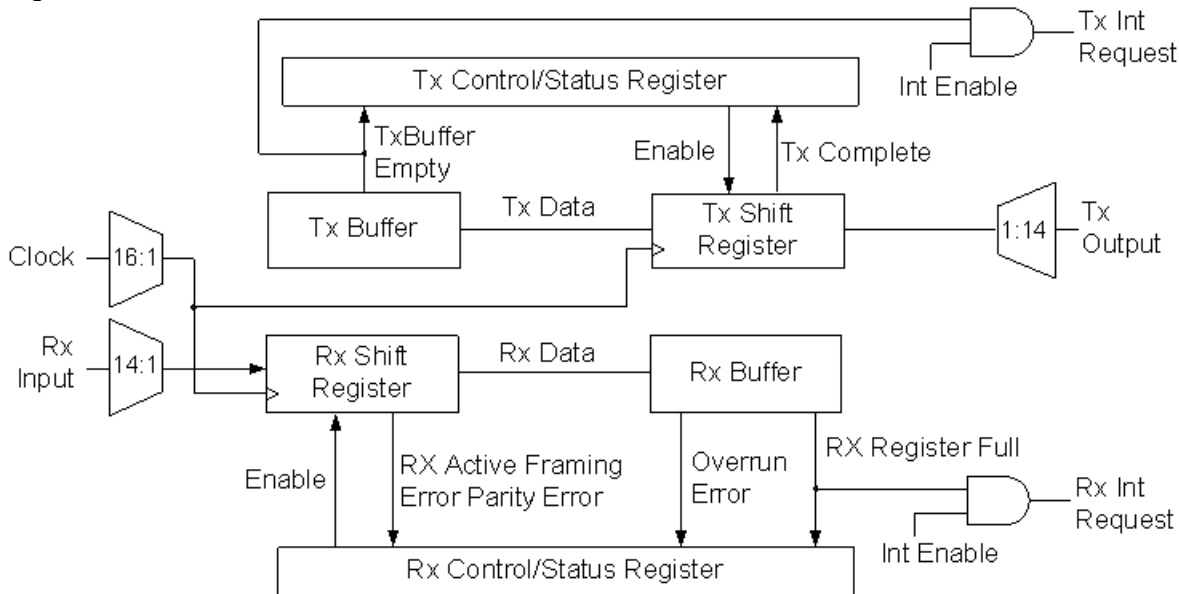 Tx Int
Request
Tx Control/Status Register
Int Enable
TxBuffer
Empty
Enable
Tx Complete
Tx Buffer
Tx Data
Tx Shift
Register
1:14
Tx
Output
Clock
16:1
Rx
Input
14:1
Rx Shift
Register
Rx Data
Rx Buffer
Enable
RX Active Framing
Error Parity Error
Overrun
Error
RX Register Full
Rx Int
Request
Int Enable
Rx Control/Status Register